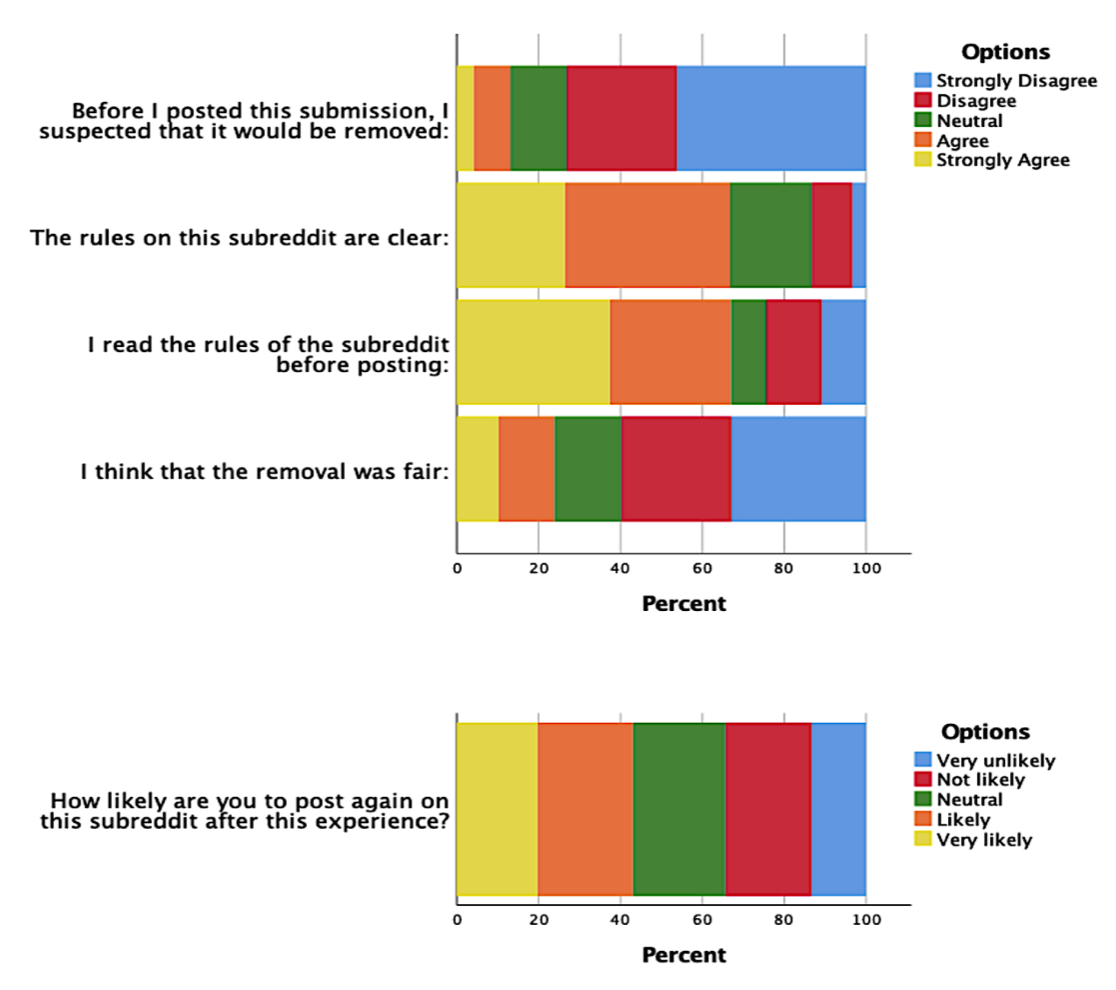 Options
Strongly Disagree
Disagree
Neutral
Agree
Strongly Agree
Before I posted this submission, I
suspected that it would be removed:
The rules on this subreddit are clear:
I read the rules of the subreddit
before posting:
I think that the removal was fair:
0 20 40 60 80 100
Percent
Options
Very unlikely
Not likely
Neutral
Likely
Very likely
How likely are you to post again on
this subreddit after this experience?
0 20 40 60 80 100
Percent